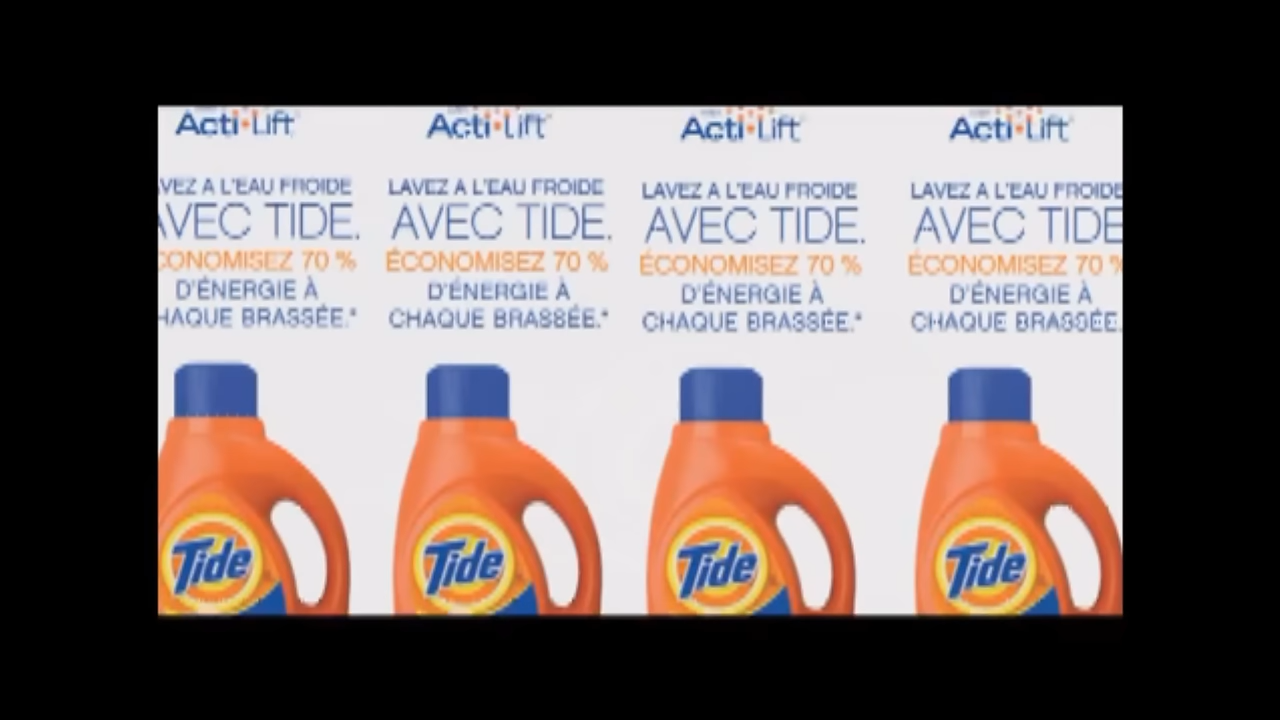 Acti•Lift
AVEZ A L'EAU FROIDE
AVEC TIDE.
CONOMISEZ 70 %
D'ÉNERGIE À
HAQUE BRASSÉE.*
Tide
Acti•Lift
LAVEZ A L'EAU FROIDE
AVEC TIDE.
ÉCONOMISEZ 70 %
D'ÉNERGIE À
CHAQUE BRASSÉE.*
Tide
Acti•Lift
LAVEZ A L'EAU FROIDE
AVEC TIDE.
ÉCONOMISEZ 70 %
D'ÉNERGIE À
CHAQUE BRASSÉE.*
Tide
Acti•Lift
LAVEZ A L'EAU FROIDE
AVEC TIDE
ÉCONOMISEZ 70 %
D'ÉNERGIE À
CHAQUE BRASSÉE.
Tide